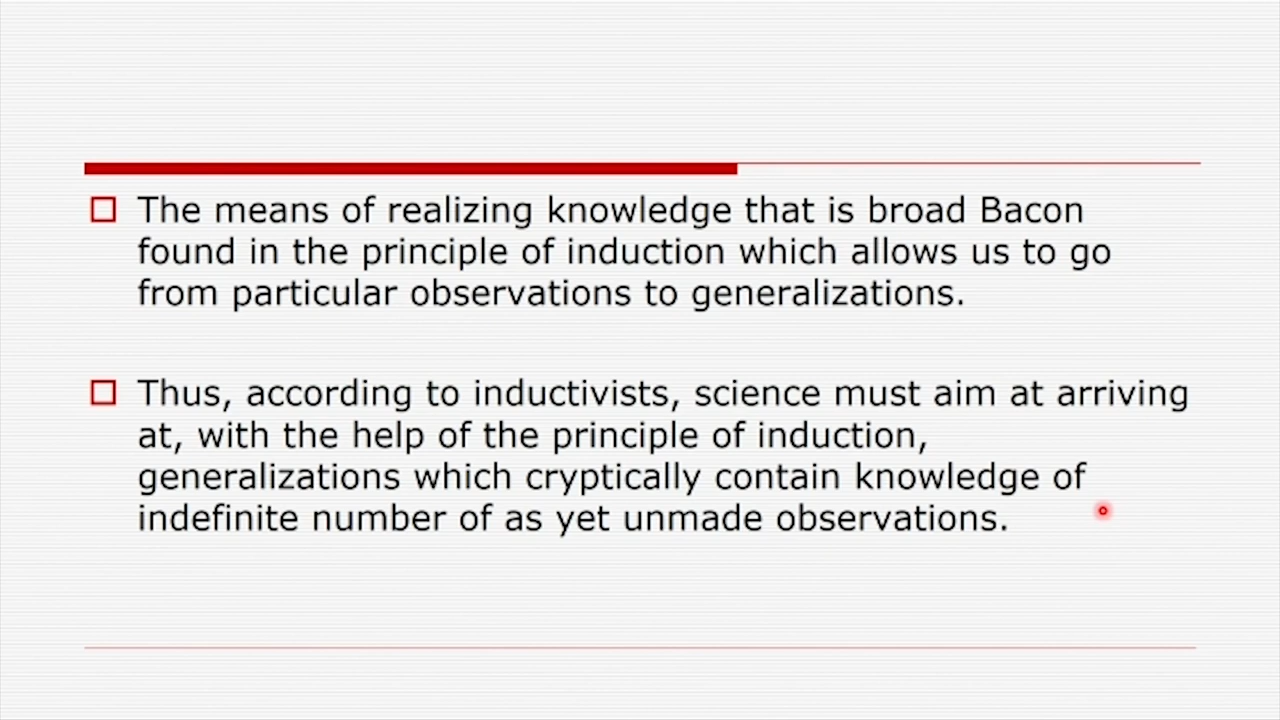 The means of realizing knowledge that is broad Bacon
found in the principle of induction which allows us to go
from particular observations to generalizations.
Thus, according to inductivists, science must aim at arriving
at, with the help of the principle of induction,
generalizations which cryptically contain knowledge of
indefinite number of as yet unmade observations.